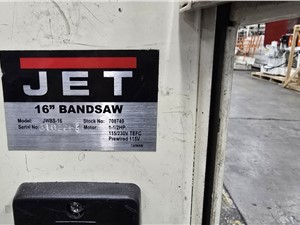 JET
16" BANDSAW
Model: JWBS-16 Stock No: 708748
Serial No: Motor: 1-1/2HP
115/230V TEFC
Prewired 115V